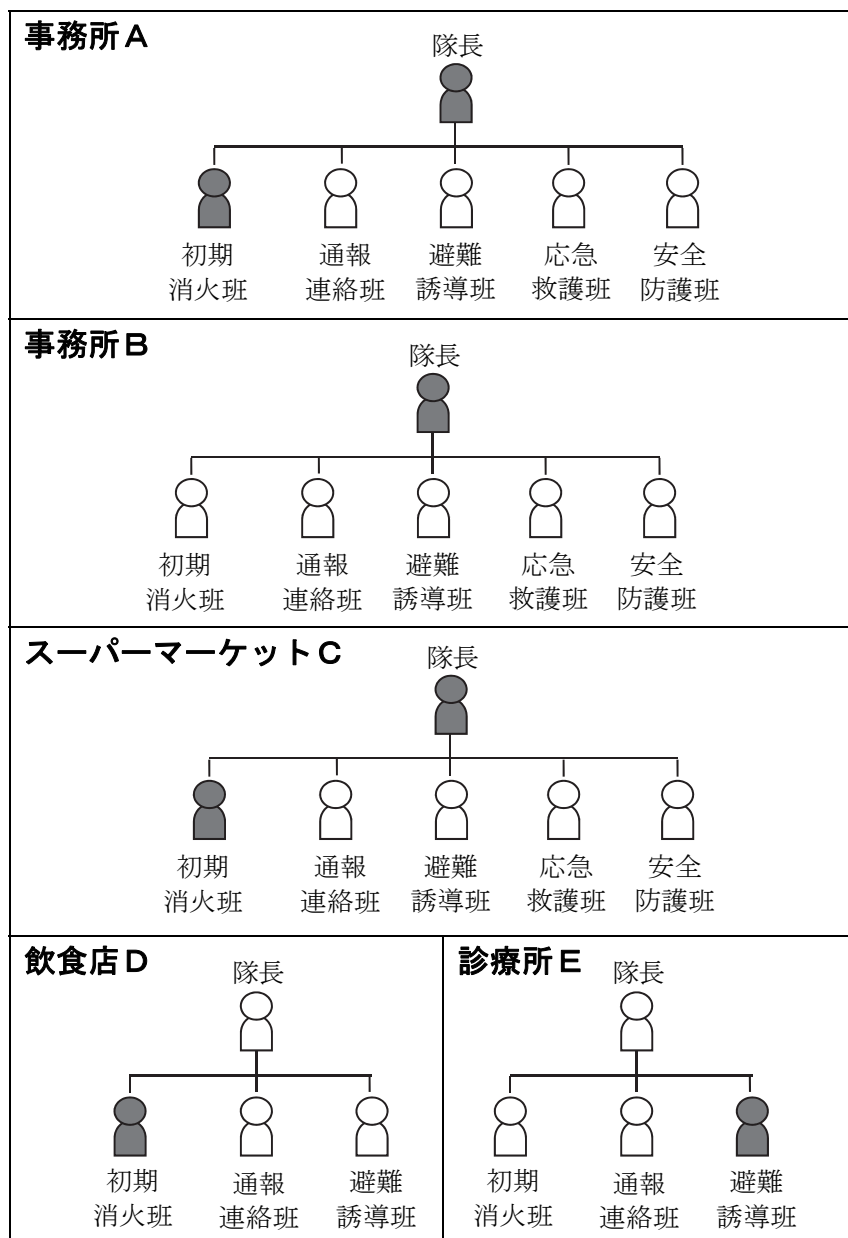 事務所A
隊長
初期 通報 避難 応急 安全
消火班 連絡班 誘導班 救護班 防護班
事務所B
隊長
初期 通報 避難 応急 安全
消火班 連絡班 誘導班 救護班 防護班
スーパーマーケットC
隊長
初期 通報 避難 応急 安全
消火班 連絡班 誘導班 救護班 防護班
飲食店D
隊長
初期 通報 避難
消火班 連絡班 誘導班
診療所E
隊長
初期 通報 避難
消火班 連絡班 誘導班